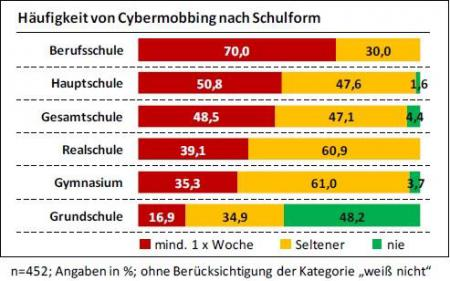 Häufigkeit von Cybermobbing nach Schulform
Berufsschule 70,0 30,0
Hauptschule 50,8 47,6 1,6
Gesamtschule 48,5 47,1 4,4
Realschule 39,1 60,9
Gymnasium 35,3 61,0 3,7
Grundschule 16,9 34,9 48,2
mind. 1 x Woche Seltener nie
n=452; Angaben in %; ohne Berücksichtigung der Kategorie „weiß nicht“